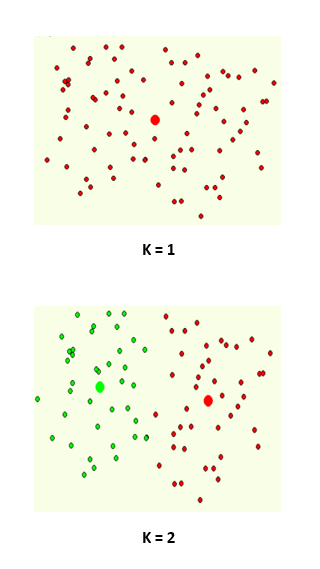 K = 1
K = 2